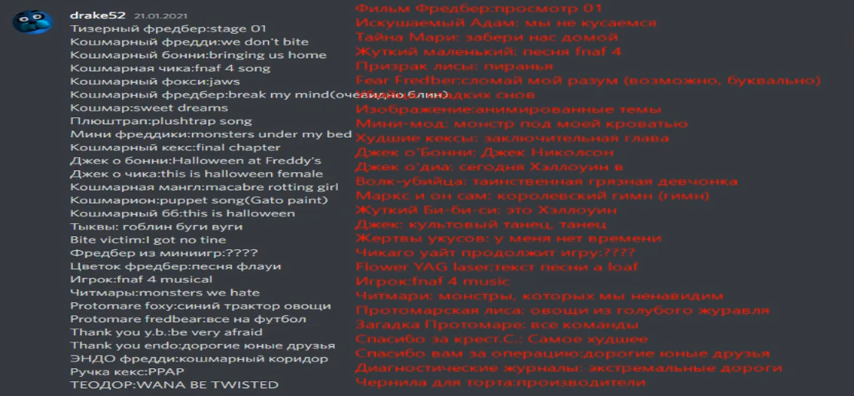 drake52 21.01.2021
Тизерный фредбер:stage 01
Кошмарный фредди:we don't bite
Кошмарный бонни:bringing us home
Кошмарная чика:fnaf 4 song
Кошмарный фокси:jaws
Кошмарный фредбер:break my mind(очевидно блин)
Кошмар:sweet dreams
Плюштрап:plushtrap song
Мини фреддики:monsters under my bed
Кошмарный кекс:final chapter
Джек о бонни:Halloween at Freddy's
Джек о чика:this is halloween female
Кошмарная мангл:macabre rotting girl
Кошмарион:puppet song(Gato paint)
Кошмарный бб:this is halloween
Тыквы: гоблин буги вуги
Bite victim:I got no tine
Фредбер из миниигр:????
Цветок фредбер:песня флауи
Игрок:fnaf 4 musical
Читмары:monsters we hate
Protomare foxy:синий трактор овощи
Protomare fredbear:все на футбол
Thank you y.b.:be very afraid
Thank you endo:дорогие юные друзья
ЭНДО фредди:кошмарный коридор
Ручка кекс:PPAP
ТЕОДОР:WANA BE TWISTED
Фильм Фредбер:просмотр 01
Искушаемый Адам: мы не кусаемся
Тайна Мари: забери нас домой
Жуткий маленький: песня fnaf 4
Призрак лисы: пиранья
Fear Fredber:сломай мой разум (возможно, буквально)
сладких снов
Изображение:анимированные темы
Мини-мод: монстр под моей кроватью
Худшие кексы: заключительная глава
Джек о'Бонни: Джек Николсон
Джек о'диа: сегодня Хэллоуин в
Волк-убийца: таинственная грязная девчонка
Маркс и он сам: королевский гимн (гимн)
Жуткий Би-би-си: это Хэллоуин
Джек: культовый танец, танец
Жертвы укусов: у меня нет времени
Чикаго уайт продолжит игру:????
Flower YAG laser;текст песни a loaf
Игрок:fnaf 4 music
Читмари: монстры, которых мы ненавидим
Протомарская лиса: овощи из голубого журавля
Загадка Протомаре: все команды
Спасибо за крест.С.: Самое худшее
Спасибо вам за операцию:дорогие юные друзья
Диагностические журналы: экстремальные дороги
Чернила для торта:производители